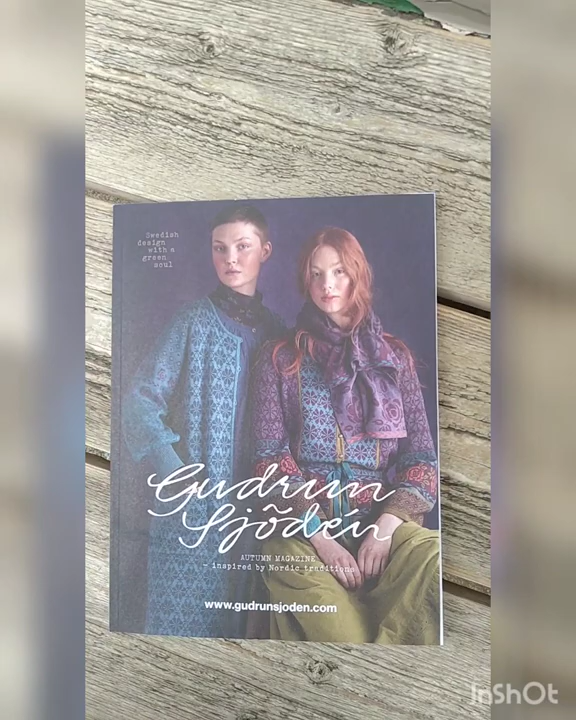 Swedish
design
with a
green
soul
Gudrun
Sjödén
AUTUMN MAGAZINE
– inspired by Nordic traditions
www.gudrunsjoden.com
InShOt